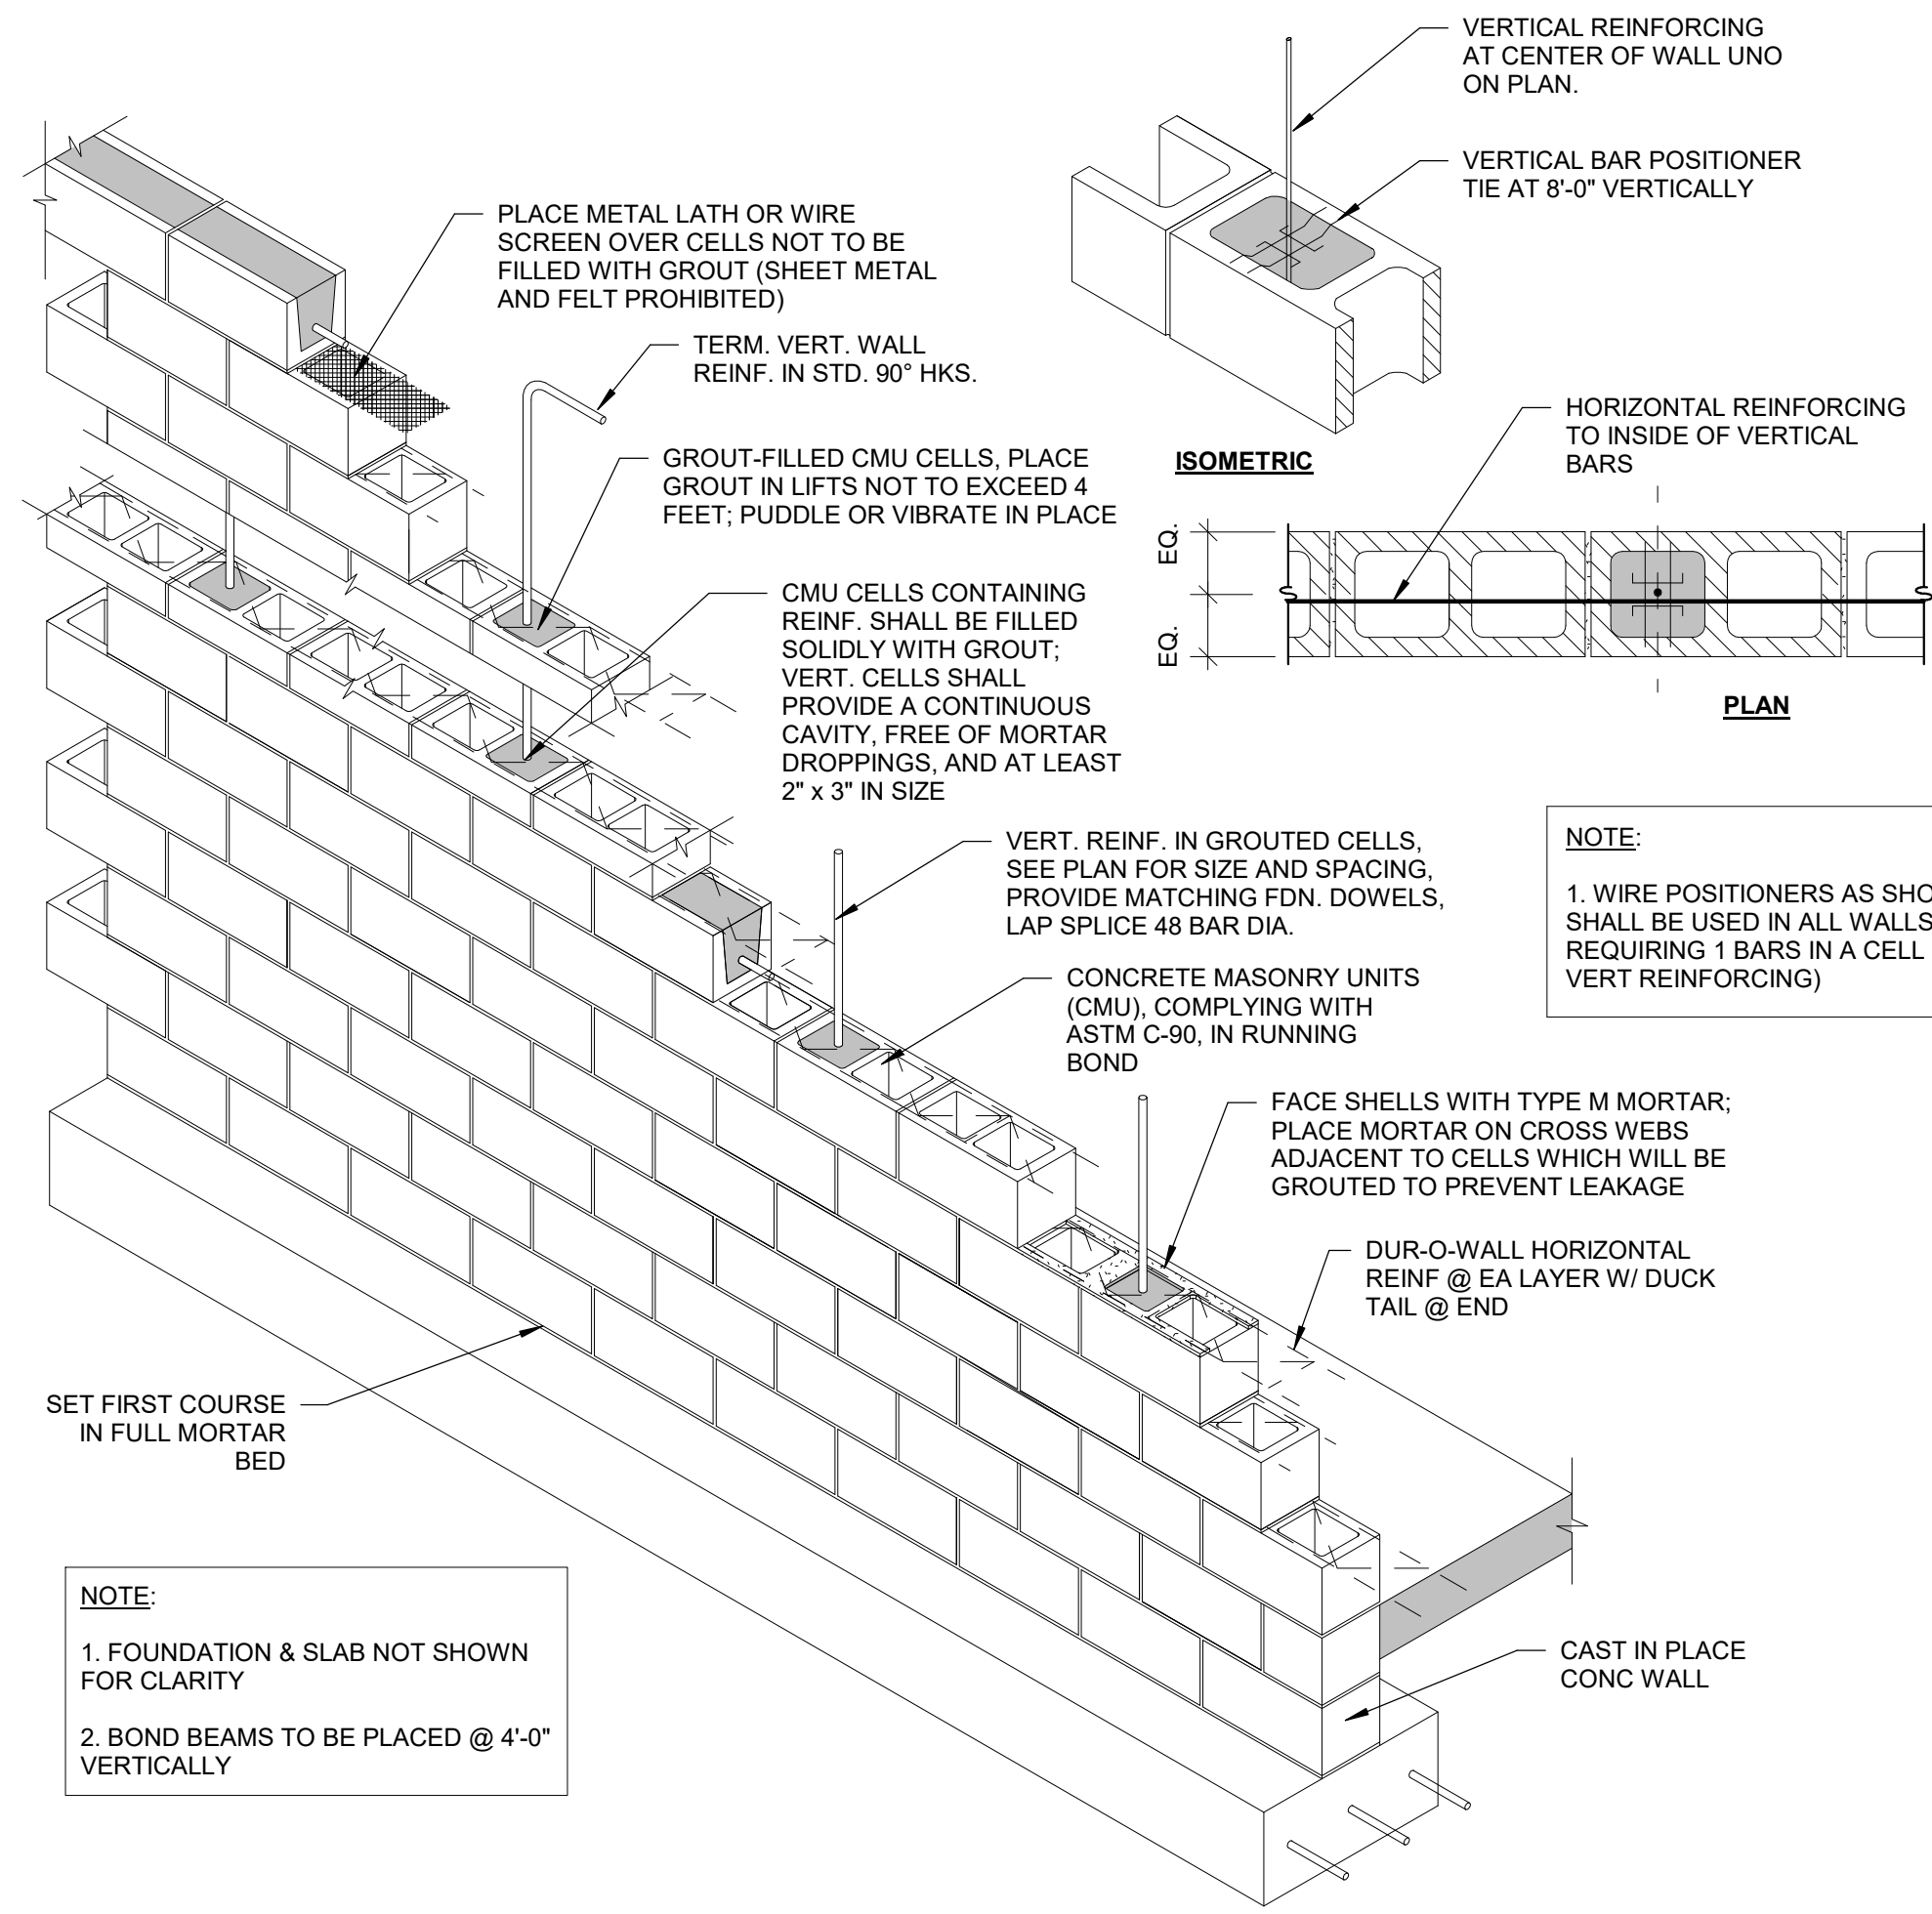 VERTICAL REINFORCING
AT CENTER OF WALL UNO
ON PLAN.
VERTICAL BAR POSITIONER
TIE AT 8'-0" VERTICALLY
PLACE METAL LATH OR WIRE
SCREEN OVER CELLS NOT TO BE
FILLED WITH GROUT (SHEET METAL
AND FELT PROHIBITED)
TERM. VERT. WALL
REINF. IN STD. 90° HKS.
HORIZONTAL REINFORCING
TO INSIDE OF VERTICAL
BARS
ISOMETRIC
GROUT-FILLED CMU CELLS, PLACE
GROUT IN LIFTS NOT TO EXCEED 4
FEET; PUDDLE OR VIBRATE IN PLACE
EQ.
EQ.
PLAN
CMU CELLS CONTAINING
REINF. SHALL BE FILLED
SOLIDLY WITH GROUT;
VERT. CELLS SHALL
PROVIDE A CONTINUOUS
CAVITY, FREE OF MORTAR
DROPPINGS, AND AT LEAST
2" x 3" IN SIZE
VERT. REINF. IN GROUTED CELLS,
SEE PLAN FOR SIZE AND SPACING,
PROVIDE MATCHING FDN. DOWELS,
LAP SPLICE 48 BAR DIA.
NOTE:
1. WIRE POSITIONERS AS SHO
SHALL BE USED IN ALL WALLS
REQUIRING 1 BARS IN A CELL
VERT REINFORCING)
CONCRETE MASONRY UNITS
(CMU), COMPLYING WITH
ASTM C-90, IN RUNNING
BOND
FACE SHELLS WITH TYPE M MORTAR;
PLACE MORTAR ON CROSS WEBS
ADJACENT TO CELLS WHICH WILL BE
GROUTED TO PREVENT LEAKAGE
DUR-O-WALL HORIZONTAL
REINF @ EA LAYER W/ DUCK
TAIL @ END
SET FIRST COURSE
IN FULL MORTAR
BED
NOTE:
1. FOUNDATION & SLAB NOT SHOWN
FOR CLARITY
2. BOND BEAMS TO BE PLACED @ 4'-0"
VERTICALLY
CAST IN PLACE
CONC WALL